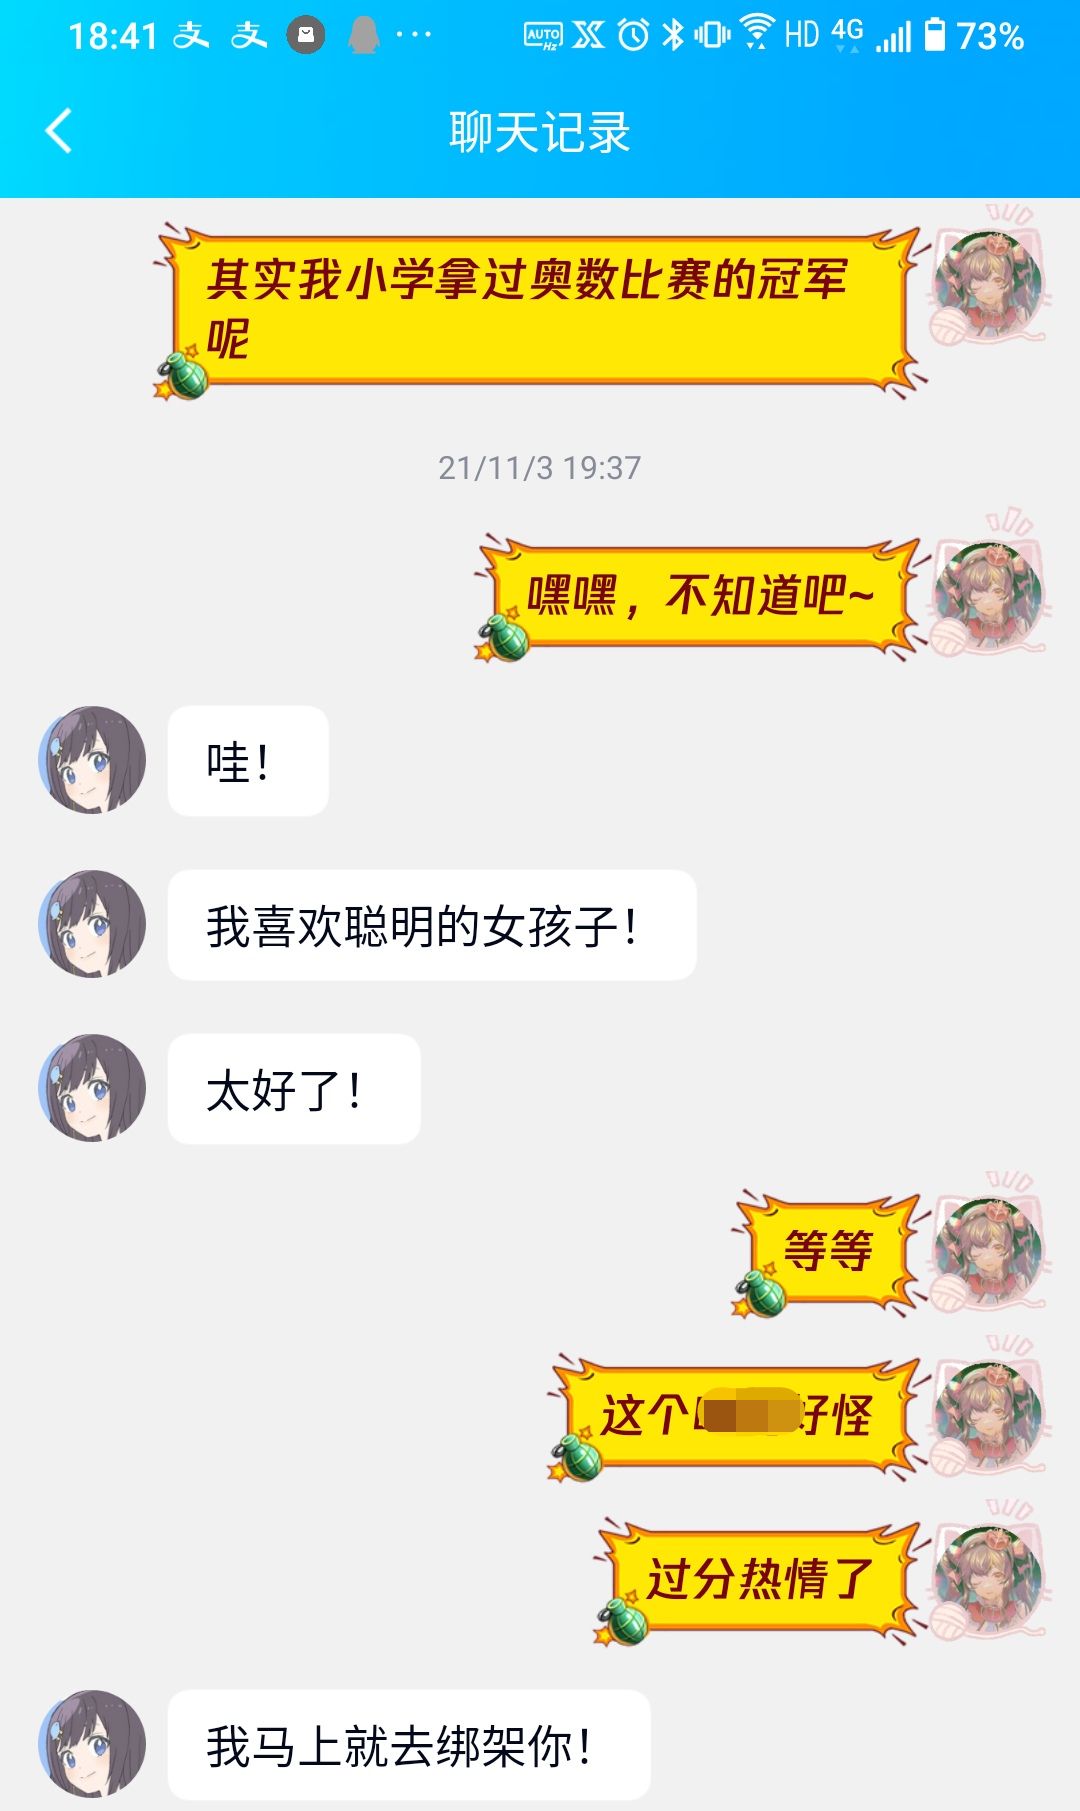 18:41 支 支 ··· AUTO Hz HD 4G 73%
聊天记录
其实我小学拿过奥数比赛的冠军
呢
21/11/3 19:37
嘿嘿，不知道吧~
哇！
我喜欢聪明的女孩子！
太好了！
等等
这个 好怪
过分热情了
我马上就去绑架你！